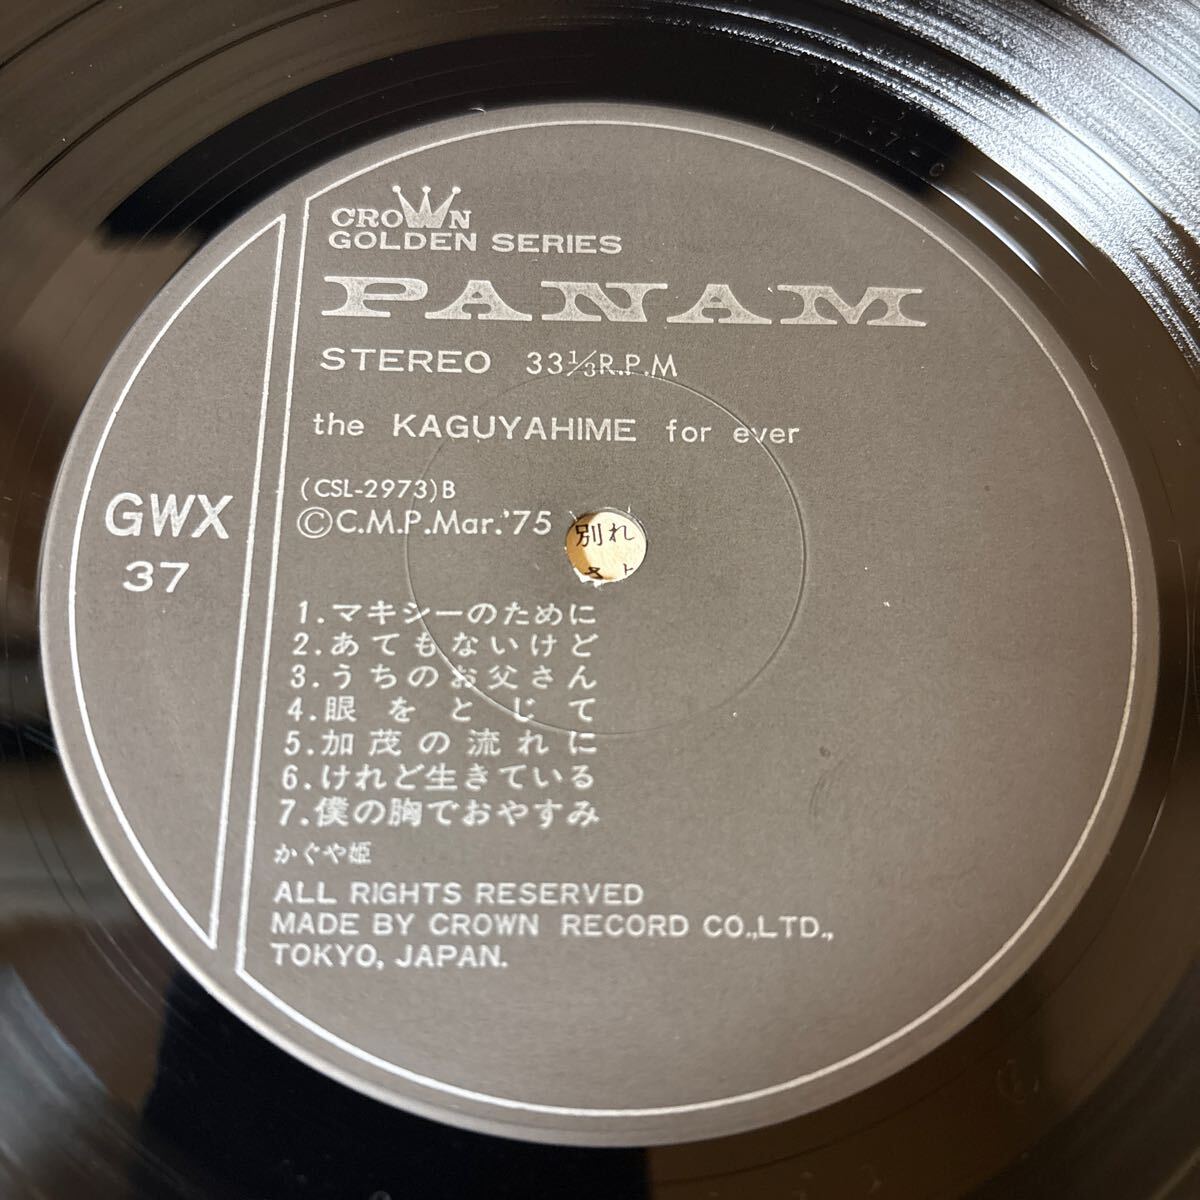 CROWN
GOLDEN SERIES
PANAM
STEREO 33⅓R.P.M
the KAGUYAHIME for ever
(CSL-2973)B
©C.M.P.Mar.'75
GWX
37
別れ
1.マキシーのために
2.あてもないけど
3.うちのお父さん
4.眼をとじて
5.加茂の流れに
6.けれど生きている
7.僕の胸でおやすみ
かぐや姫
ALL RIGHTS RESERVED
MADE BY CROWN RECORD CO.,LTD.,
TOKYO, JAPAN.